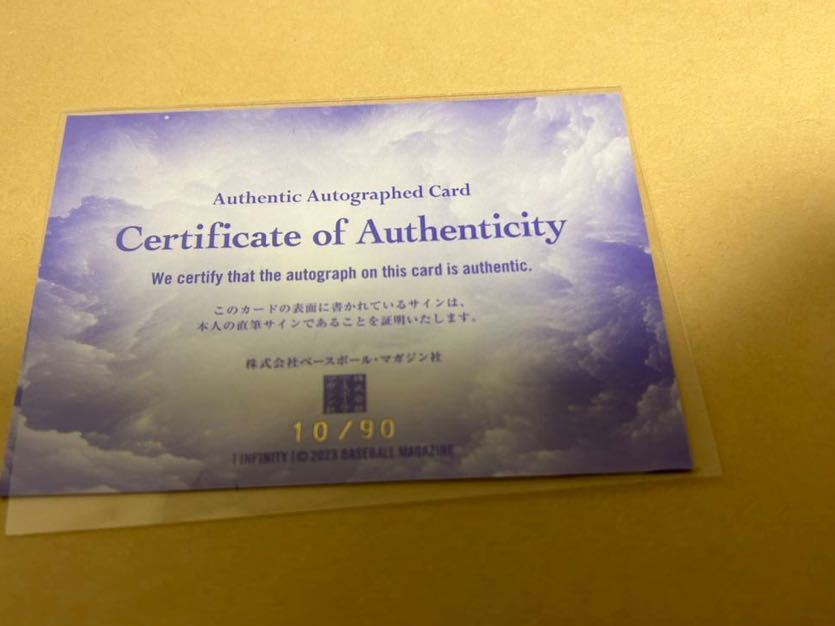 Authentic Autographed Card
Certificate of Authenticity
We certify that the autograph on this card is authentic.
このカードの表面に書かれているサインは、
本人の直筆サインであることを証明いたします。
株式会社ベースボール・マガジン社
10/90
| INFINITY | © 2023 BASEBALL MAGAZINE